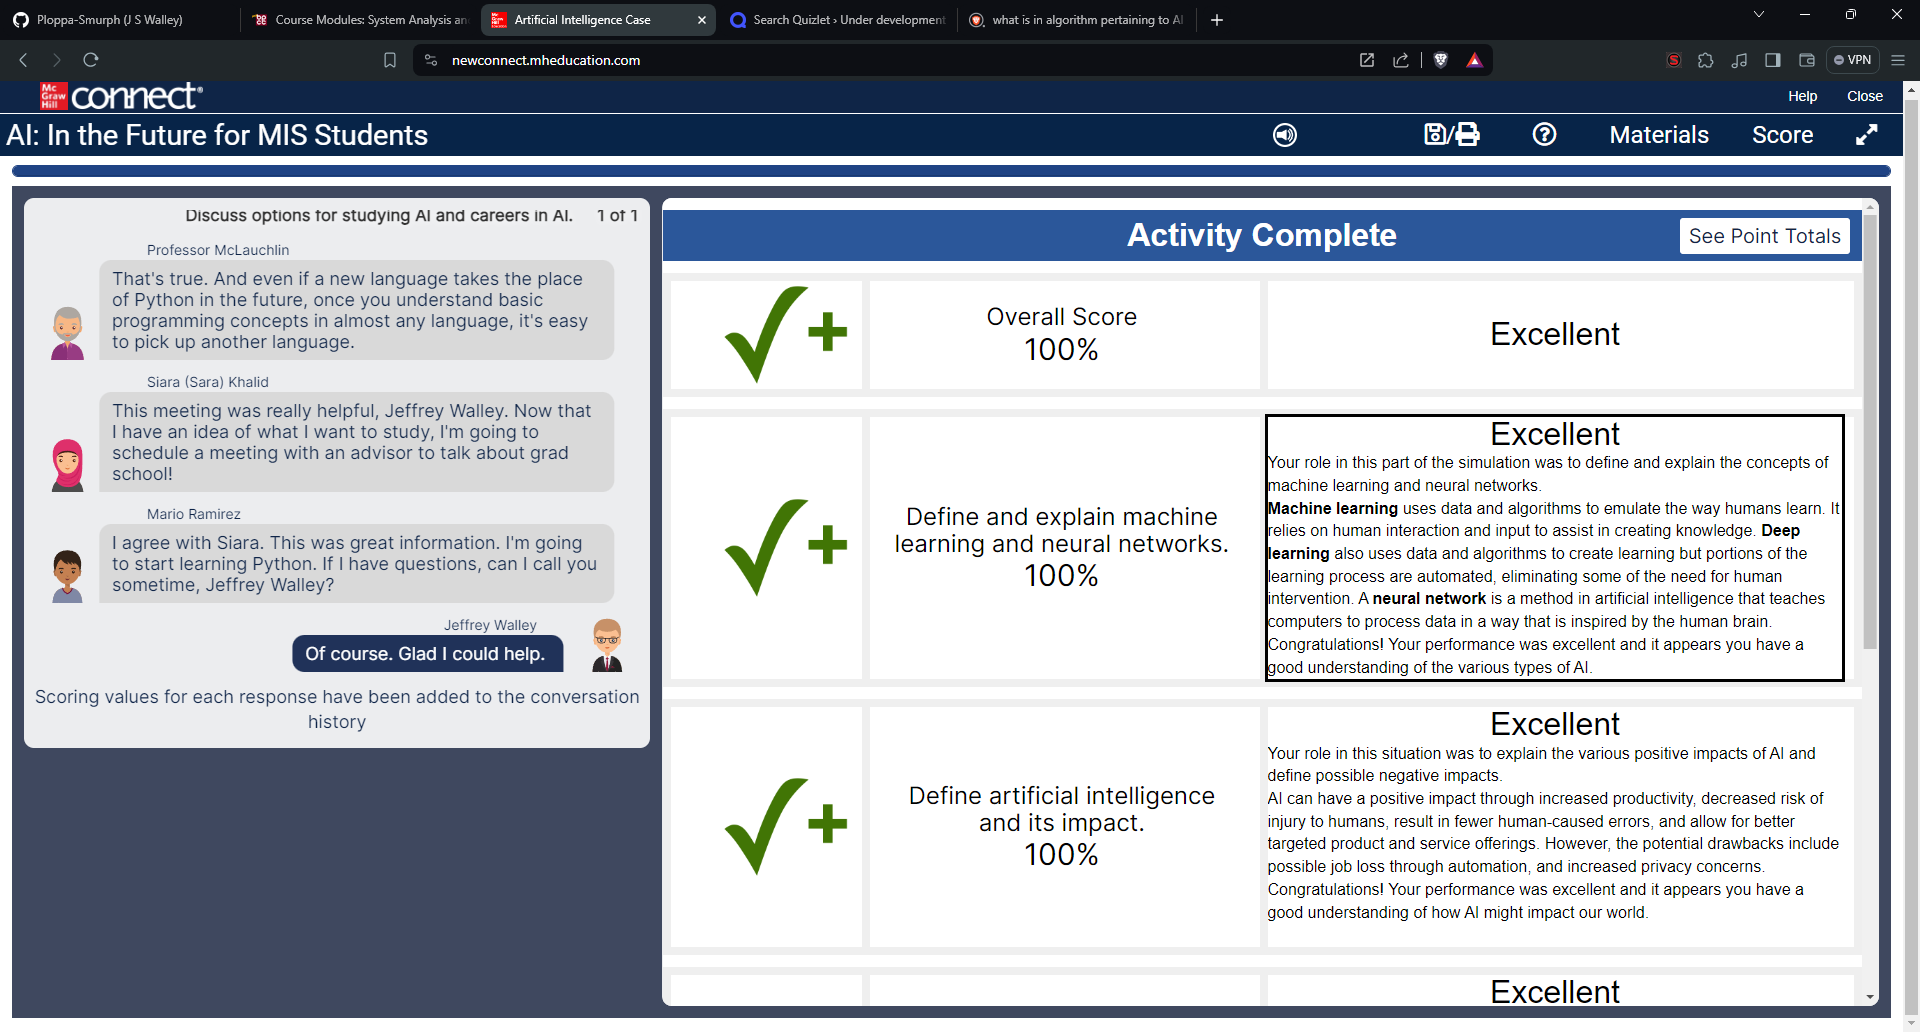 Ploppa-Smurph (J S Walley)
Course Modules: System Analysis an
Artificial Intelligence Case
Search Quizlet › Under development
what is in algorithm pertaining to AI
newconnect.mheducation.com
VPN
Mc
Graw
Hill
connect
Help
Close
AI: In the Future for MIS Students
Materials
Score
Discuss options for studying AI and careers in AI. 1 of 1
Professor McLauchlin
That's true. And even if a new language takes the place
of Python in the future, once you understand basic
programming concepts in almost any language, it's easy
to pick up another language.
Siara (Sara) Khalid
This meeting was really helpful, Jeffrey Walley. Now that
I have an idea of what I want to study, I'm going to
schedule a meeting with an advisor to talk about grad
school!
Mario Ramirez
I agree with Siara. This was great information. I'm going
to start learning Python. If I have questions, can I call you
sometime, Jeffrey Walley?
Jeffrey Walley
Of course. Glad I could help.
Scoring values for each response have been added to the conversation
history
Activity Complete
See Point Totals
Overall Score
100%
Excellent
Define and explain machine
learning and neural networks.
100%
Excellent
Your role in this part of the simulation was to define and explain the concepts of
machine learning and neural networks.
Machine learning uses data and algorithms to emulate the way humans learn. It
relies on human interaction and input to assist in creating knowledge. Deep
learning also uses data and algorithms to create learning but portions of the
learning process are automated, eliminating some of the need for human
intervention. A neural network is a method in artificial intelligence that teaches
computers to process data in a way that is inspired by the human brain.
Congratulations! Your performance was excellent and it appears you have a
good understanding of the various types of AI.
Define artificial intelligence
and its impact.
100%
Excellent
Your role in this situation was to explain the various positive impacts of AI and
define possible negative impacts.
AI can have a positive impact through increased productivity, decreased risk of
injury to humans, result in fewer human-caused errors, and allow for better
targeted product and service offerings. However, the potential drawbacks include
possible job loss through automation, and increased privacy concerns.
Congratulations! Your performance was excellent and it appears you have a
good understanding of how AI might impact our world.
Excellent